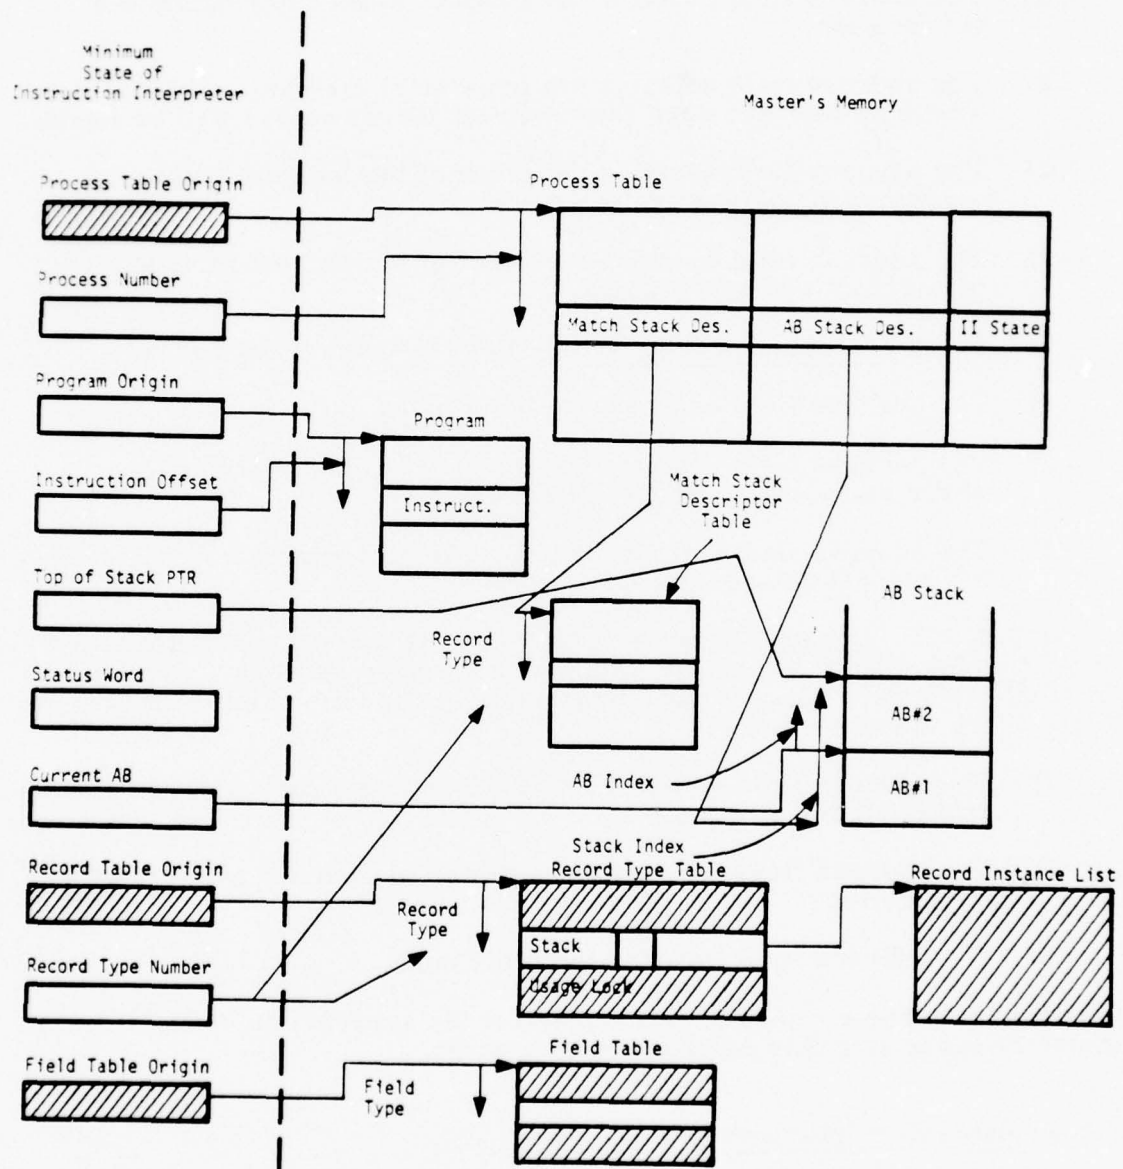 Minimum
State of
Instruction Interpreter
Master's Memory
Process Table Origin
Process Table
Process Number
Match Stack Des.
AB Stack Des.
II State
Program Origin
Program
Instruction Offset
Instruct.
Match Stack
Descriptor
Table
Top of Stack PTR
AB Stack
Record
Type
Status Word
AB#2
AB Index
Current AB
AB#1
Stack Index
Record Table Origin
Record Type Table
Record Instance List
Record
Type
Stack
Record Type Number
Usage Lock
Field Table Origin
Field Table
Field
Type